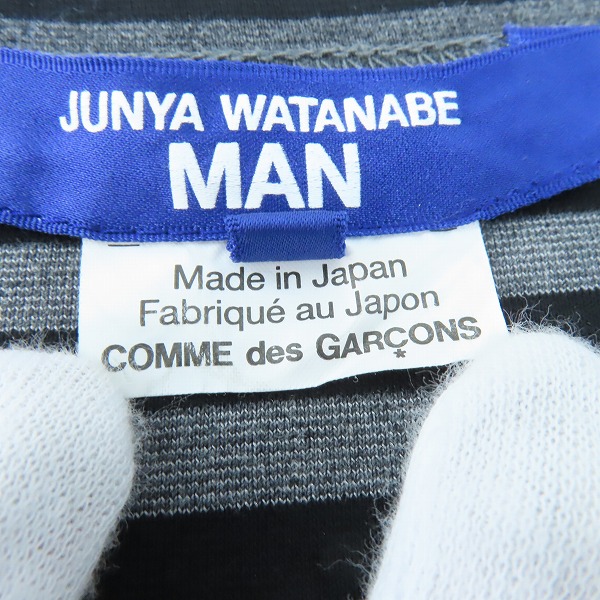 JUNYA WATANABE
MAN
Made in Japan
Fabriqué au Japon
COMME des GARÇONS